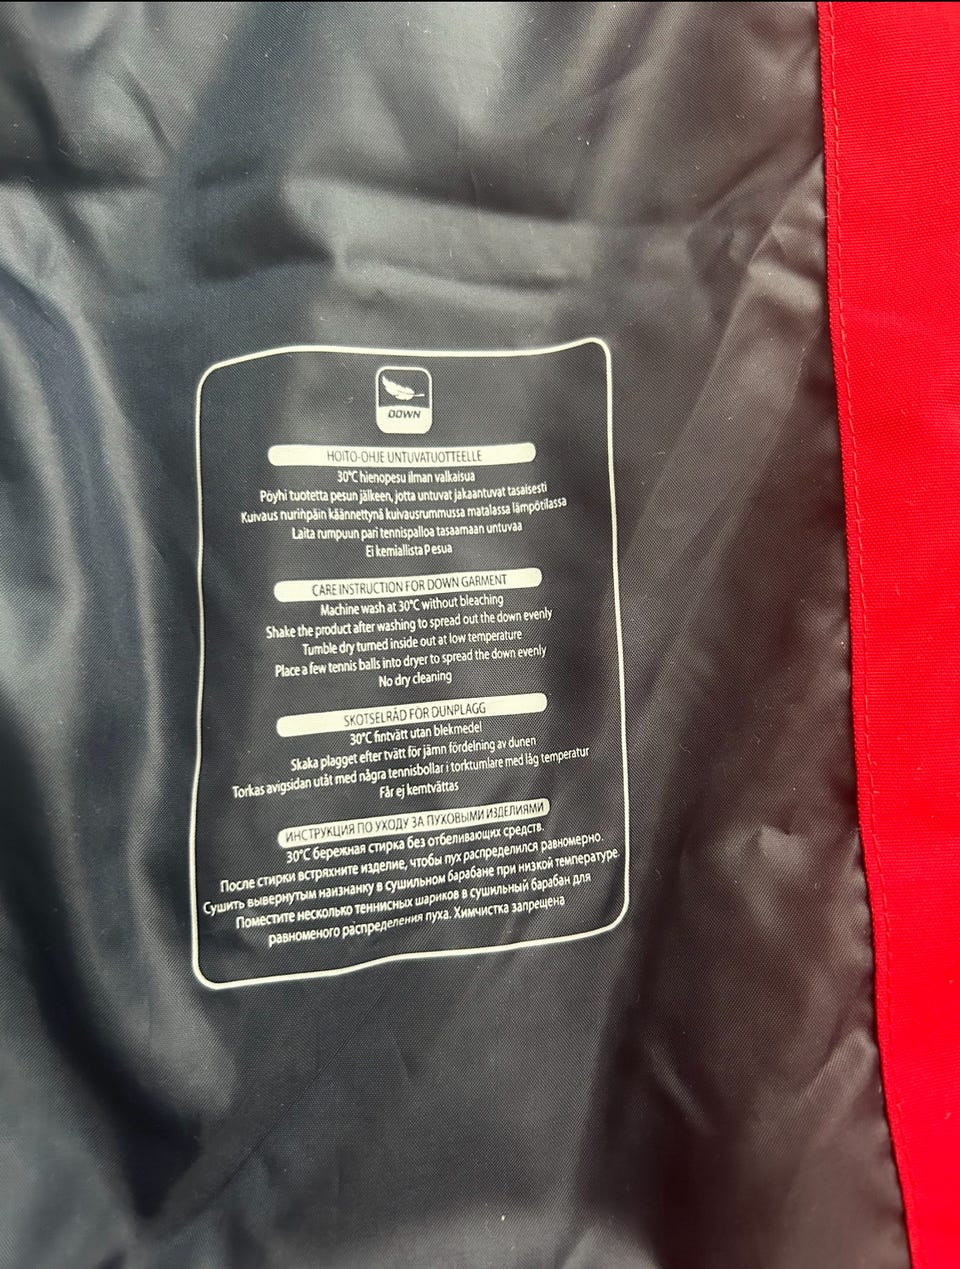 DOWN
HOITO-OHJE UNTUVATUOTTEELLE
30°C hienopesu ilman valkaisua
Pöyhi tuotetta pesun jälkeen, jotta untuvat jakaantuvat tasaisesti
Kuivaus nurinpäin käännettynä kuivausrummussa matalassa lämpötilassa
Laita rumpuun pari tennispalloa tasaamaan untuvaa
Ei kemiallista Pesua
CARE INSTRUCTION FOR DOWN GARMENT
Machine wash at 30°C without bleaching
Shake the product after washing to spread out the down evenly
Tumble dry turned inside out at low temperature
Place a few tennis balls into dryer to spread the down evenly
No dry cleaning
SKOTSELRÅD FOR DUNPLAGG
30°C fintvätt utan blekmedel
Skaka plagget efter tvätt för jämn fördelning av dunen
Torkas avigsidan utåt med några tennisbollar i torktumlare med låg temperatur
Får ej kemtvättas
ИНСТРУКЦИЯ ПО УХОДУ ЗА ПУХОВЫМИ ИЗДЕЛИЯМИ
30°C бережная стирка без отбеливающих средств.
После стирки встряхните изделие, чтобы пух распределился равномерно.
Сушить вывернутым наизнанку в сушильном барабане при низкой температуре.
Поместите несколько теннисных шариков в сушильный барабан для
равноменого распределения пуха. Химчистка запрещена